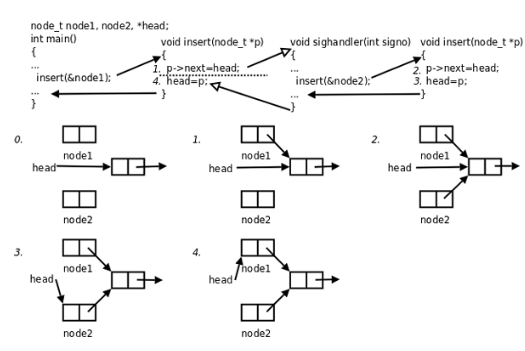 node_t node1, node2, *head;
int main()
{
...
insert(&node1);
...
}
void insert(node_t *p)
{
1. p->next=head;
4. head=p;
}
void sighandler(int signo)
{
...
insert(&node2);
...
}
void insert(node_t *p)
{
2. p->next=head;
3. head=p;
}
0.
node1
head
node2
1.
node1
head
node2
2.
node1
head
node2
3.
node1
head
node2
4.
node1
head
node2